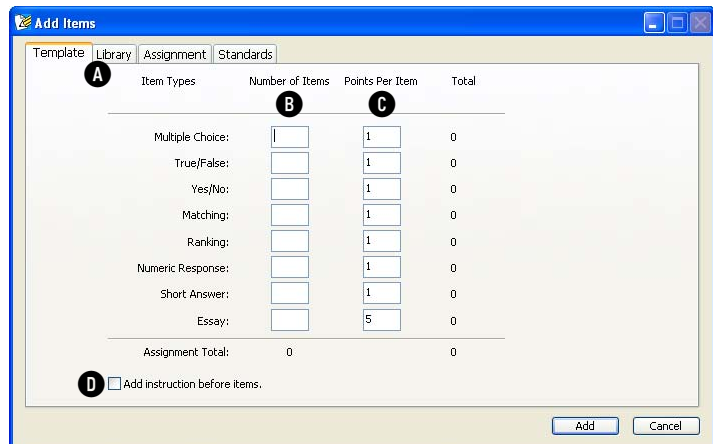 Add Items
Template Library Assignment Standards
A
Item Types Number of Items Points Per Item Total
B C
Multiple Choice: 1 0
True/False: 1 0
Yes/No: 1 0
Matching: 1 0
Ranking: 1 0
Numeric Response: 1 0
Short Answer: 1 0
Essay: 5 0
Assignment Total: 0 0
D Add instruction before items.
Add Cancel